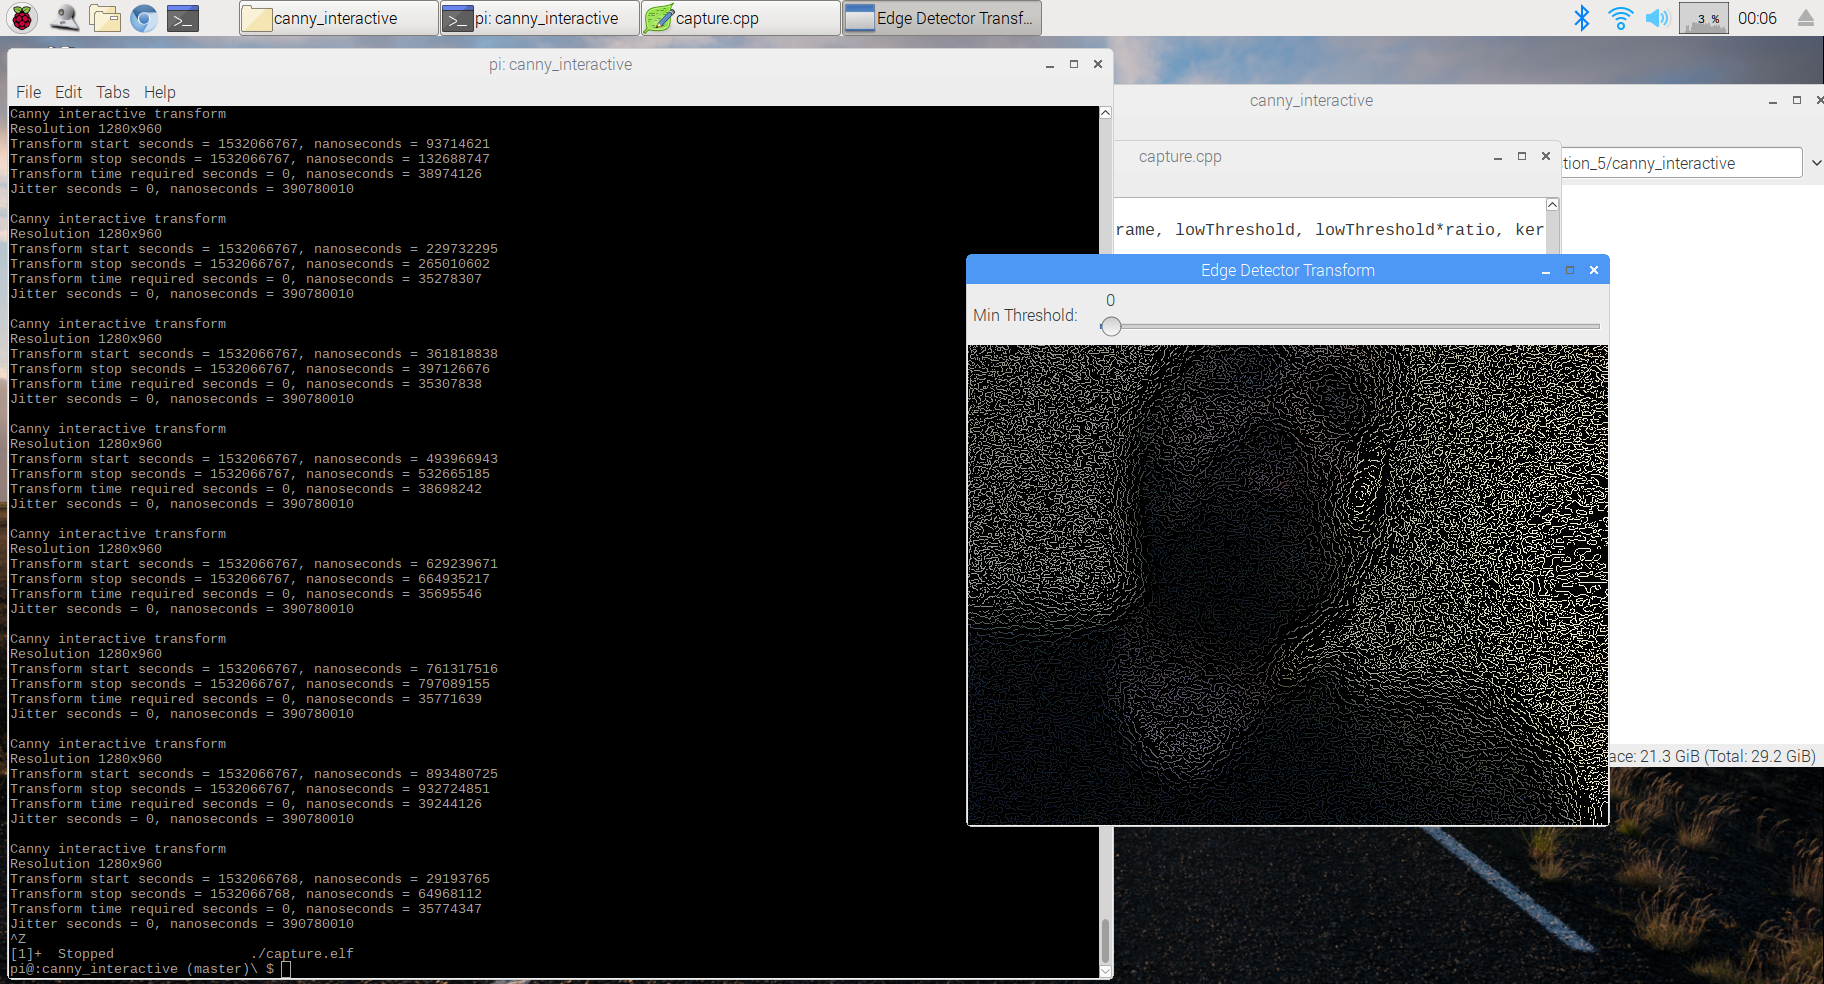 canny_interactive
pi: canny_interactive
capture.cpp
Edge Detector Transf...
3 %
00:06
pi: canny_interactive
File Edit Tabs Help
Canny interactive transform
Resolution 1280x960
Transform start seconds = 1532066767, nanoseconds = 93714621
Transform stop seconds = 1532066767, nanoseconds = 132688747
Transform time required seconds = 0, nanoseconds = 38974126
Jitter seconds = 0, nanoseconds = 390780010
Canny interactive transform
Resolution 1280x960
Transform start seconds = 1532066767, nanoseconds = 229732295
Transform stop seconds = 1532066767, nanoseconds = 265010602
Transform time required seconds = 0, nanoseconds = 35278307
Jitter seconds = 0, nanoseconds = 390780010
Canny interactive transform
Resolution 1280x960
Transform start seconds = 1532066767, nanoseconds = 361818838
Transform stop seconds = 1532066767, nanoseconds = 397126676
Transform time required seconds = 0, nanoseconds = 35307838
Jitter seconds = 0, nanoseconds = 390780010
Canny interactive transform
Resolution 1280x960
Transform start seconds = 1532066767, nanoseconds = 493966943
Transform stop seconds = 1532066767, nanoseconds = 532665185
Transform time required seconds = 0, nanoseconds = 38698242
Jitter seconds = 0, nanoseconds = 390780010
Canny interactive transform
Resolution 1280x960
Transform start seconds = 1532066767, nanoseconds = 629239671
Transform stop seconds = 1532066767, nanoseconds = 664935217
Transform time required seconds = 0, nanoseconds = 35695546
Jitter seconds = 0, nanoseconds = 390780010
Canny interactive transform
Resolution 1280x960
Transform start seconds = 1532066767, nanoseconds = 761317516
Transform stop seconds = 1532066767, nanoseconds = 797089155
Transform time required seconds = 0, nanoseconds = 35771639
Jitter seconds = 0, nanoseconds = 390780010
Canny interactive transform
Resolution 1280x960
Transform start seconds = 1532066767, nanoseconds = 893480725
Transform stop seconds = 1532066767, nanoseconds = 932724851
Transform time required seconds = 0, nanoseconds = 39244126
Jitter seconds = 0, nanoseconds = 390780010
Canny interactive transform
Resolution 1280x960
Transform start seconds = 1532066768, nanoseconds = 29193765
Transform stop seconds = 1532066768, nanoseconds = 64968112
Transform time required seconds = 0, nanoseconds = 35774347
Jitter seconds = 0, nanoseconds = 390780010
^Z
[1]+  Stopped                 ./capture.elf
pi@:canny_interactive (master)\ $
canny_interactive
tion_5/canny_interactive
capture.cpp
rame, lowThreshold, lowThreshold*ratio, ker
Edge Detector Transform
0
Min Threshold:
ace: 21.3 GiB (Total: 29.2 GiB)